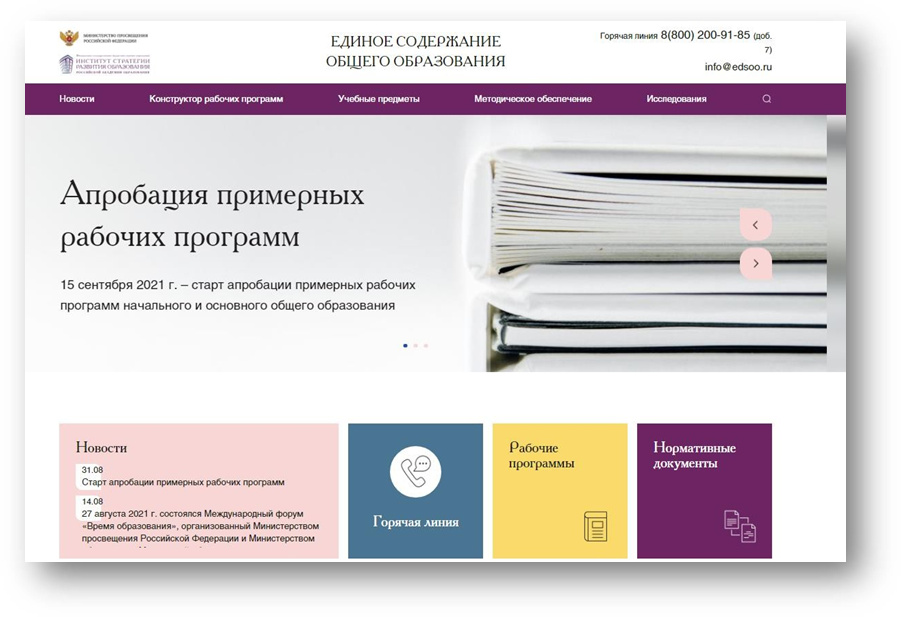 МИНИСТЕРСТВО ПРОСВЕЩЕНИЯ
РОССИЙСКОЙ ФЕДЕРАЦИИ
ИНСТИТУТ СТРАТЕГИИ
РАЗВИТИЯ ОБРАЗОВАНИЯ
РОССИЙСКОЙ АКАДЕМИИ ОБРАЗОВАНИЯ
ЕДИНОЕ СОДЕРЖАНИЕ
ОБЩЕГО ОБРАЗОВАНИЯ
Горячая линия 8(800) 200-91-85 (доб.
7)
info@edsoo.ru
Новости
Конструктор рабочих программ
Учебные предметы
Методическое обеспечение
Исследования
Апробация примерных
рабочих программ
15 сентября 2021 г. – старт апробации примерных рабочих
программ начального и основного общего образования
Новости
31.08
Старт апробации примерных рабочих программ
14.08
27 августа 2021 г. состоялся Международный форум
«Время образования», организованный Министерством
просвещения Российской Федерации и Министерством
Горячая линия
Рабочие
программы
Нормативные
документы